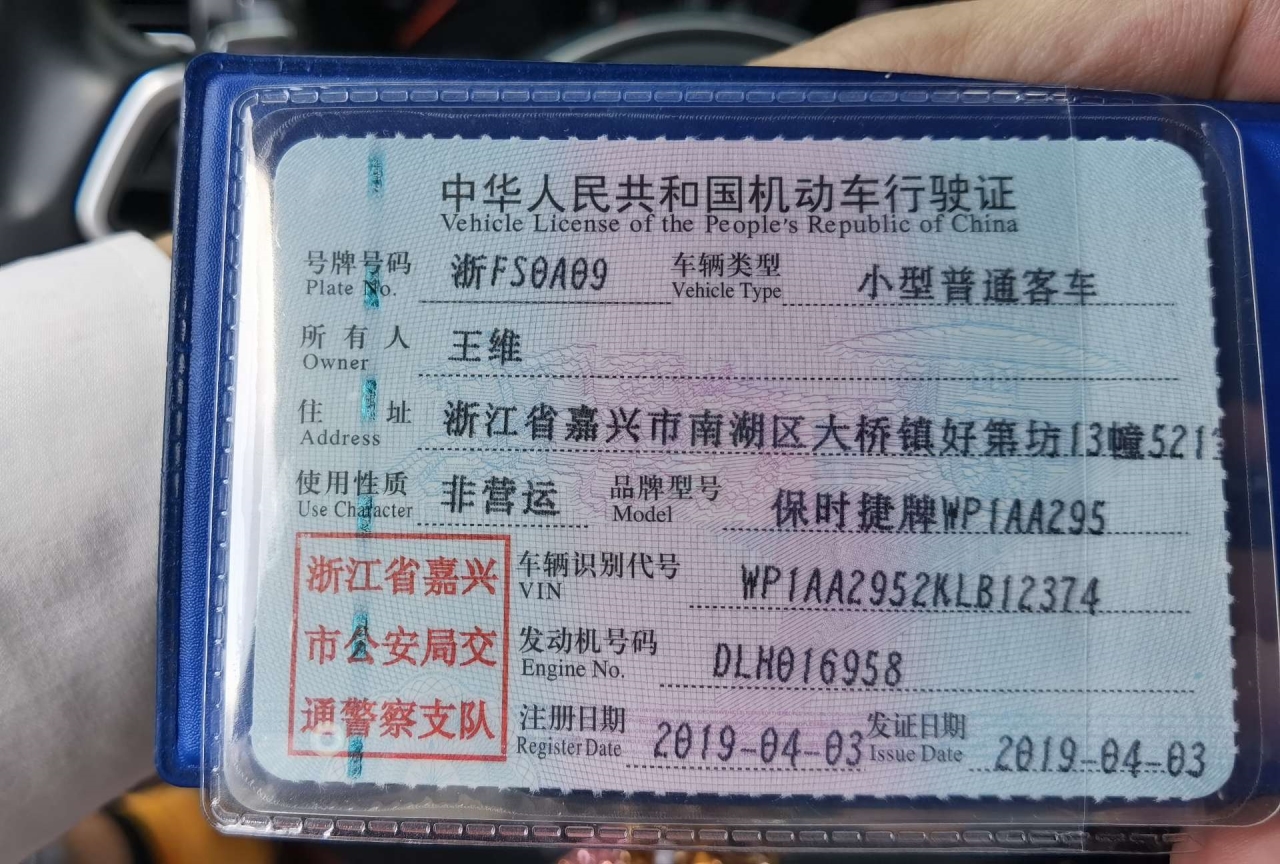 中华人民共和国机动车行驶证
Vehicle License of the People's Republic of China
号牌号码 浙FS0A09 车辆类型 小型普通客车
Plate No. Vehicle Type
所有人 王维
Owner
住址 浙江省嘉兴市南湖区大桥镇好第坊13幢521
Address
使用性质 非营运 品牌型号 保时捷牌WP1AA295
Use Character Model
浙江省嘉兴
市公安局交
通警察支队
车辆识别代号 WP1AA2952KLB12374
VIN
发动机号码 DLH016958
Engine No.
注册日期 2019-04-03 发证日期 2019-04-03
Register Date Issue Date